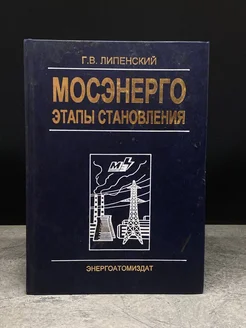 Г.В. ЛИПЕНСКИЙ
МОСЭНЕРГО
ЭТАПЫ СТАНОВЛЕНИЯ
ЭНЕРГОАТОМИЗДАТ